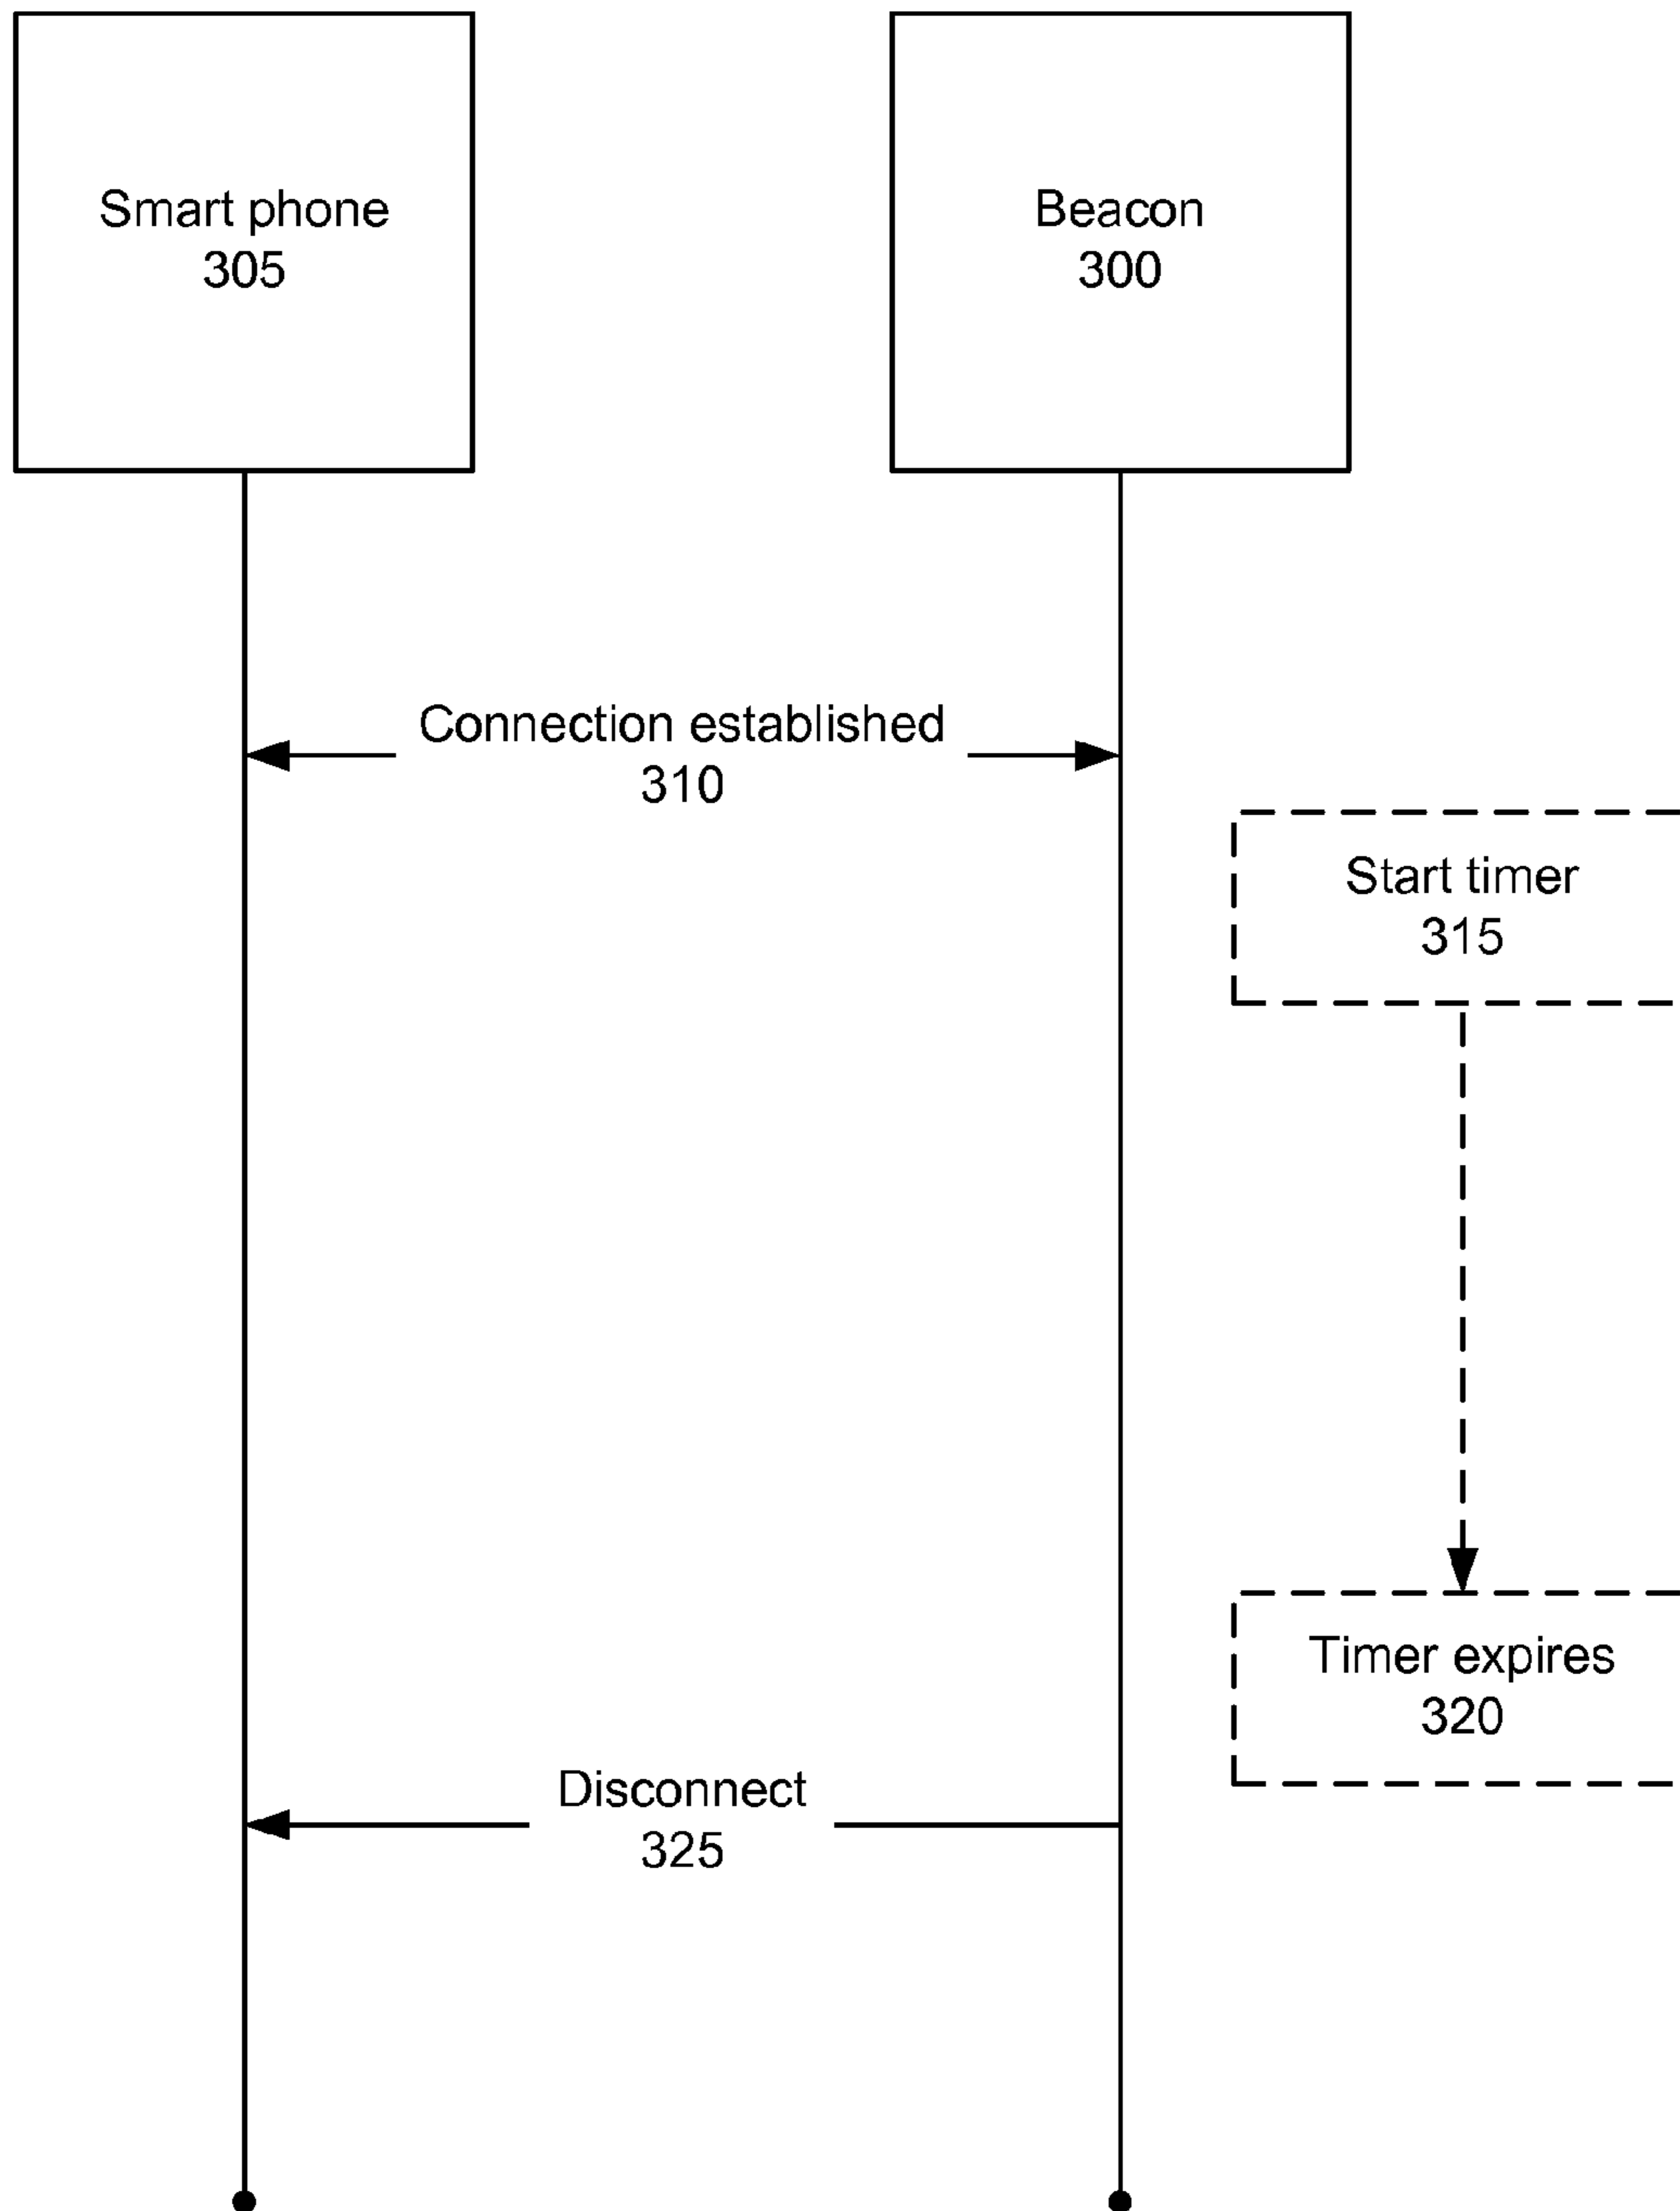 Smart phone
305
Beacon
300
Connection established
310
Start timer
315
Timer expires
320
Disconnect
325